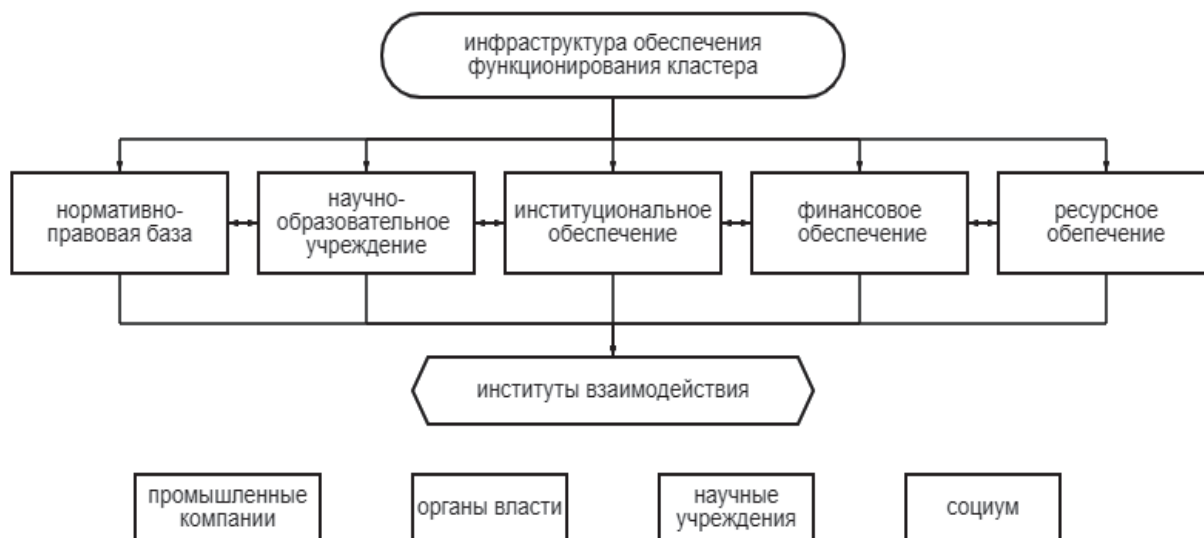 инфраструктура обеспечения
функционирования кластера
нормативно-
правовая база
научно-
образовательное
учреждение
институциональное
обеспечение
финансовое
обеспечение
ресурсное
обепечение
институты взаимодействия
промышленные
компании
органы власти
научные
учреждения
социум